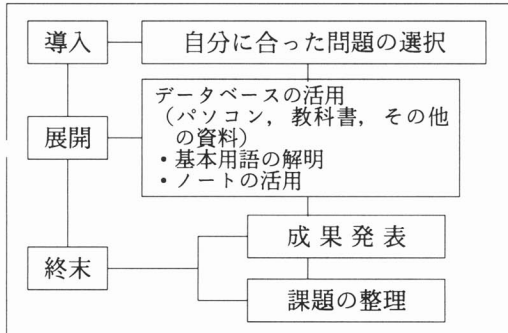 導入
自分に合った問題の選択
展開
データベースの活用
（パソコン，教科書，その他
の資料）
・基本用語の解明
・ノートの活用
終末
成果発表
課題の整理